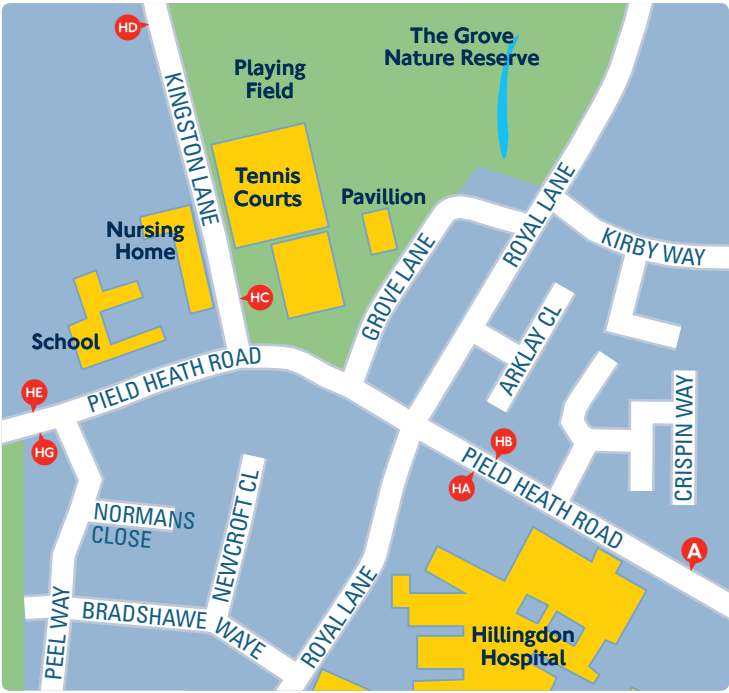 HD
The Grove
Nature Reserve
Playing
Field
KINGSTON LANE
Tennis
Courts
Pavillion
ROYAL LANE
Nursing
Home
KIRBY WAY
GROVE LANE
HC
ARKLAY CL
School
PIELD HEATH ROAD
HE
HG
CRISPIN WAY
HB
HA
PIELD HEATH ROAD
NORMANS
CLOSE
NEWCROFT CL
A
PEEL WAY
BRADSHAWE WAYE
ROYAL LANE
Hillingdon
Hospital